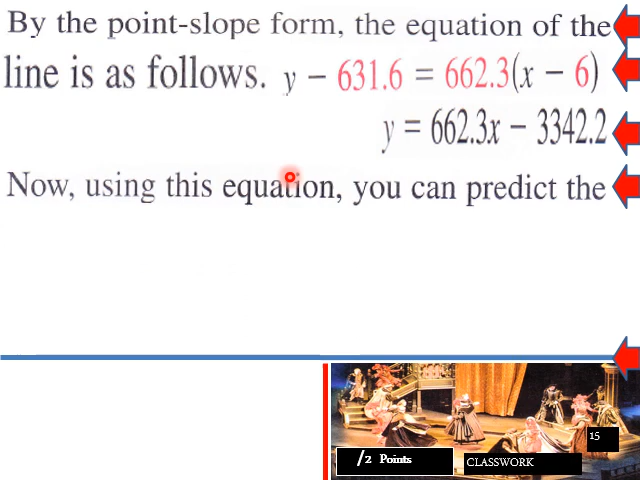 By the point-slope form, the equation of the
line is as follows. y − 631.6 = 662.3(x − 6)
y = 662.3x − 3342.2
Now, using this equation, you can predict the
15
/2 Points
CLASSWORK